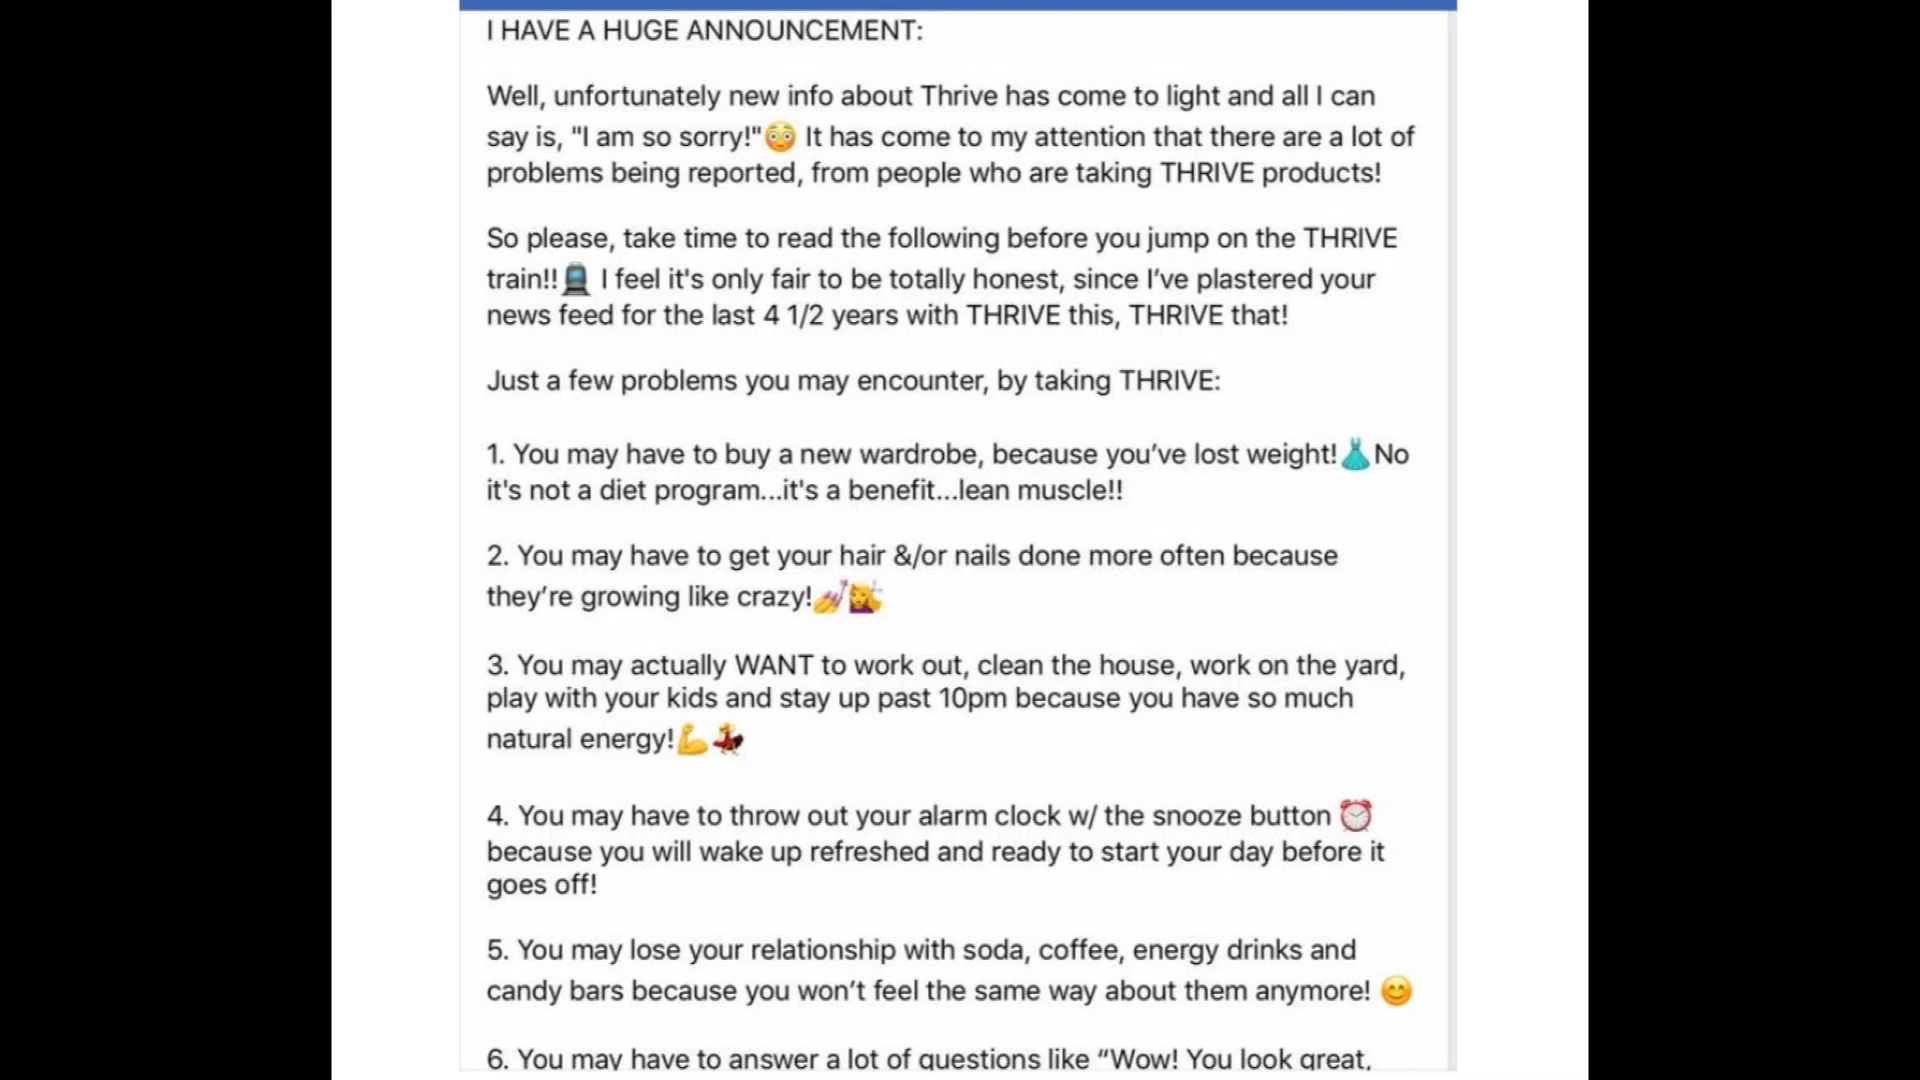 I HAVE A HUGE ANNOUNCEMENT:
Well, unfortunately new info about Thrive has come to light and all I can
say is, "I am so sorry!"😳 It has come to my attention that there are a lot of
problems being reported, from people who are taking THRIVE products!
So please, take time to read the following before you jump on the THRIVE
train!!🚆 I feel it's only fair to be totally honest, since I’ve plastered your
news feed for the last 4 1/2 years with THRIVE this, THRIVE that!
Just a few problems you may encounter, by taking THRIVE:
1. You may have to buy a new wardrobe, because you’ve lost weight!👗No
it's not a diet program...it's a benefit...lean muscle!!
2. You may have to get your hair &/or nails done more often because
they’re growing like crazy!💅💇‍♀️
3. You may actually WANT to work out, clean the house, work on the yard,
play with your kids and stay up past 10pm because you have so much
natural energy!💪💃
4. You may have to throw out your alarm clock w/ the snooze button ⏰
because you will wake up refreshed and ready to start your day before it
goes off!
5. You may lose your relationship with soda, coffee, energy drinks and
candy bars because you won’t feel the same way about them anymore! 😊
6. You may have to answer a lot of questions like “Wow! You look great,